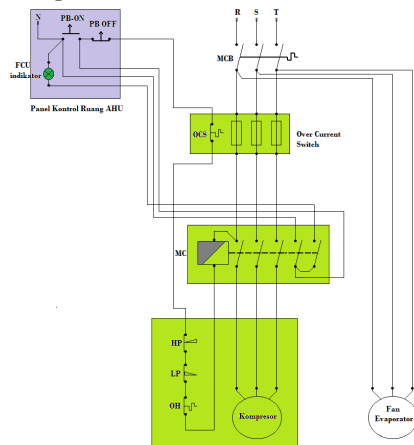 R S T
N
PB-ON
PB OFF
FCU
indikator
MCB
Panel Kontrol Ruang AHU
OCS
Over Current
Switch
MC
HP
LP
OH
Kompresor
Fan
Evaporator